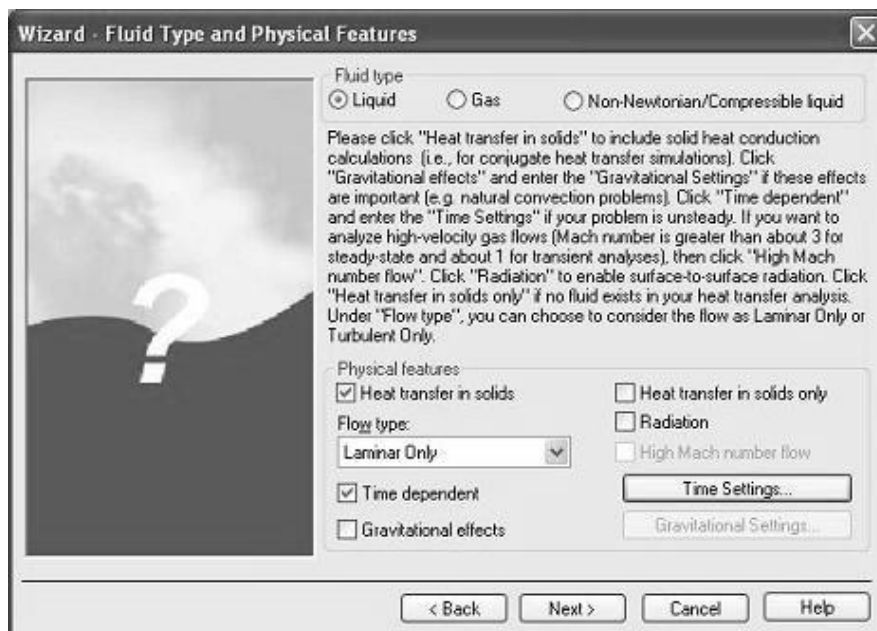 Wizard - Fluid Type and Physical Features
Fluid type
Liquid Gas Non-Newtonian/Compressible liquid
Please click "Heat transfer in solids" to include solid heat conduction
calculations (i.e., for conjugate heat transfer simulations). Click
"Gravitational effects" and enter the "Gravitational Settings" if these effects
are important (e.g. natural convection problems). Click "Time dependent"
and enter the "Time Settings" if your problem is unsteady. If you want to
analyze high-velocity gas flows (Mach number is greater than about 3 for
steady-state and about 1 for transient analyses), then click "High Mach
number flow". Click "Radiation" to enable surface-to-surface radiation. Click
"Heat transfer in solids only" if no fluid exists in your heat transfer analysis.
Under "Flow type", you can choose to consider the flow as Laminar Only or
Turbulent Only.
Physical features
Heat transfer in solids Heat transfer in solids only
Flow type: Radiation
Laminar Only High Mach number flow
Time dependent Time Settings...
Gravitational effects Gravitational Settings...
< Back Next > Cancel Help
?